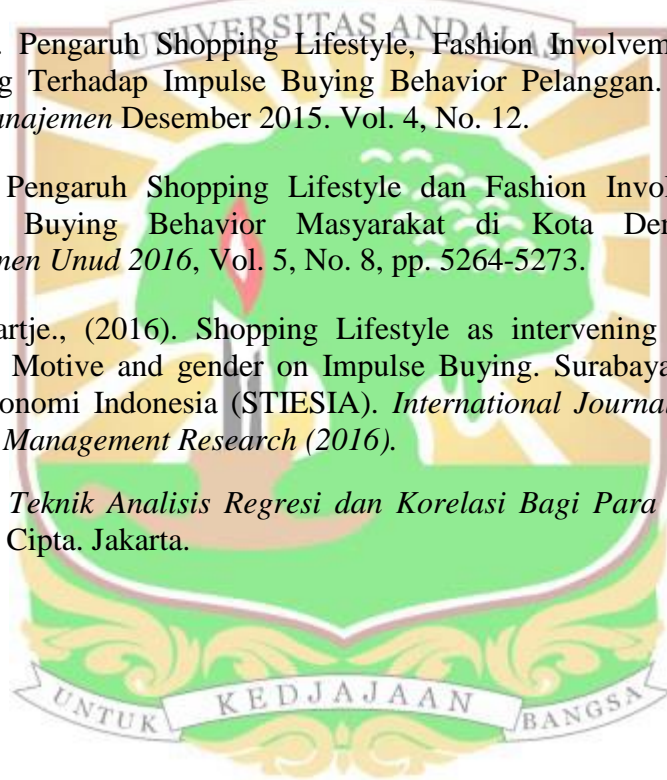 UNIVERSITAS ANDALAS
. Pengaruh Shopping Lifestyle, Fashion Involvem
g Terhadap Impulse Buying Behavior Pelanggan.
anajemen Desember 2015. Vol. 4, No. 12.
Pengaruh Shopping Lifestyle dan Fashion Invol
Buying Behavior Masyarakat di Kota Den
nen Unud 2016, Vol. 5, No. 8, pp. 5264-5273.
artje., (2016). Shopping Lifestyle as intervening
Motive and gender on Impulse Buying. Surabaya
onomi Indonesia (STIESIA). International Journal
Management Research (2016).
Teknik Analisis Regresi dan Korelasi Bagi Para
Cipta. Jakarta.
UNTUK KEDJAJAAN BANGSA